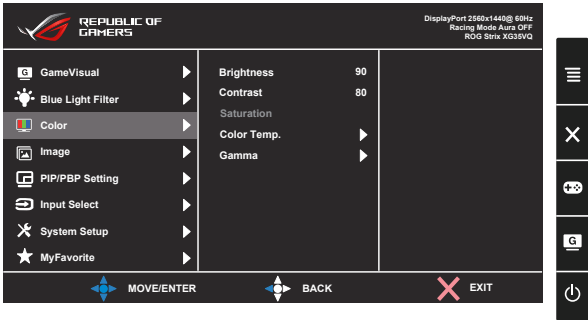 REPUBLIC OF
GAMERS
DisplayPort 2560x1440@ 60Hz
Racing Mode Aura OFF
ROG Strix XG35VQ
G GameVisual
Blue Light Filter
Color
Image
PIP/PBP Setting
Input Select
System Setup
MyFavorite
Brightness 90
Contrast 80
Saturation
Color Temp.
Gamma
G
MOVE/ENTER
BACK
EXIT